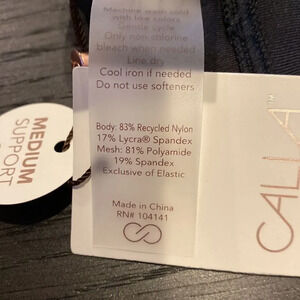 Machine wash cold
with like colors
Gentle cycle
Only non chlorine
bleach when needed
Line dry
Cool iron if needed
Do not use softeners
Body: 83% Recycled Nylon
17% Lycra® Spandex
Mesh: 81% Polyamide
19% Spandex
Exclusive of Elastic
Made in China
RN# 104141
MEDIUM
SUPPORT
CALIA™